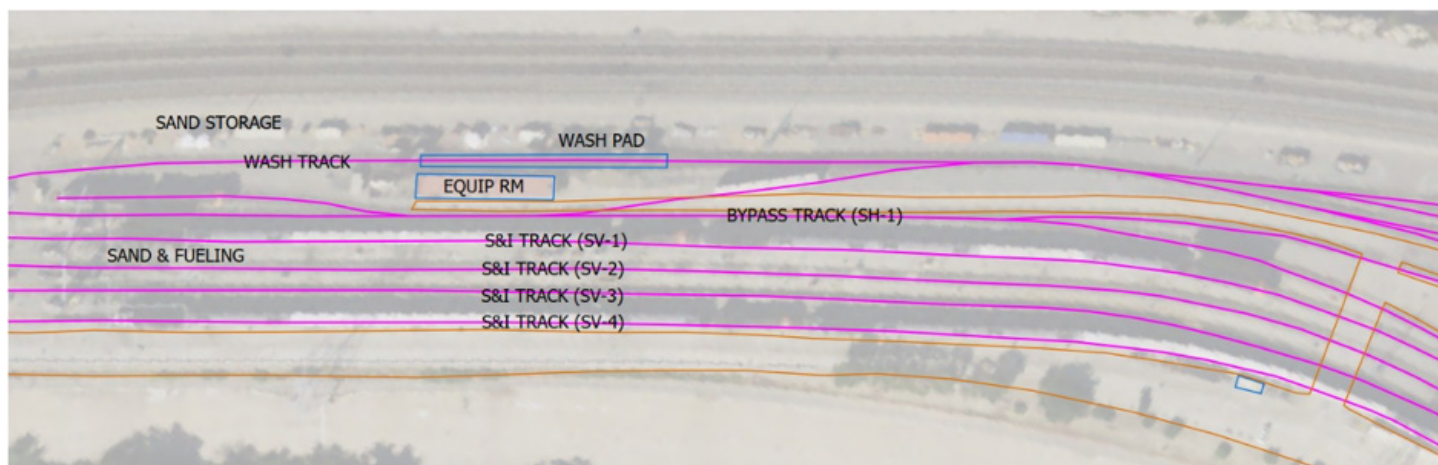 SAND STORAGE
WASH PAD
WASH TRACK
EQUIP RM
BYPASS TRACK (SH-1)
S&I TRACK (SV-1)
SAND & FUELING
S&I TRACK (SV-2)
S&I TRACK (SV-3)
S&I TRACK (SV-4)